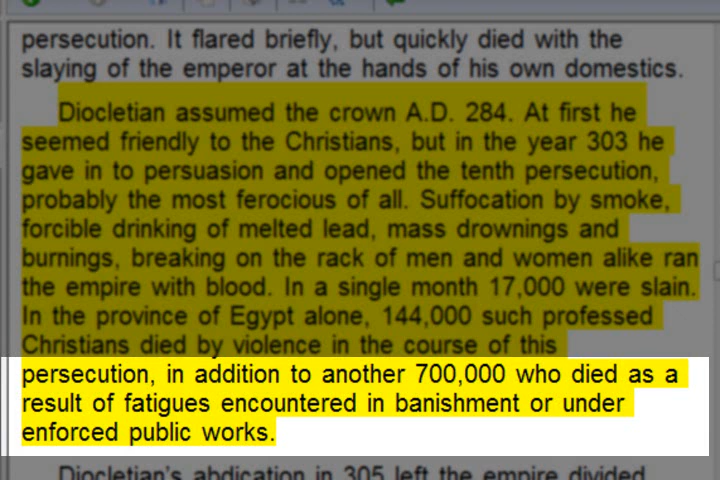 persecution. It flared briefly, but quickly died with the
slaying of the emperor at the hands of his own domestics.
Diocletian assumed the crown A.D. 284. At first he
seemed friendly to the Christians, but in the year 303 he
gave in to persuasion and opened the tenth persecution,
probably the most ferocious of all. Suffocation by smoke,
forcible drinking of melted lead, mass drownings and
burnings, breaking on the rack of men and women alike ran
the empire with blood. In a single month 17,000 were slain.
In the province of Egypt alone, 144,000 such professed
Christians died by violence in the course of this
persecution, in addition to another 700,000 who died as a
result of fatigues encountered in banishment or under
enforced public works.
Diocletian's abdication in 305 left the empire divided